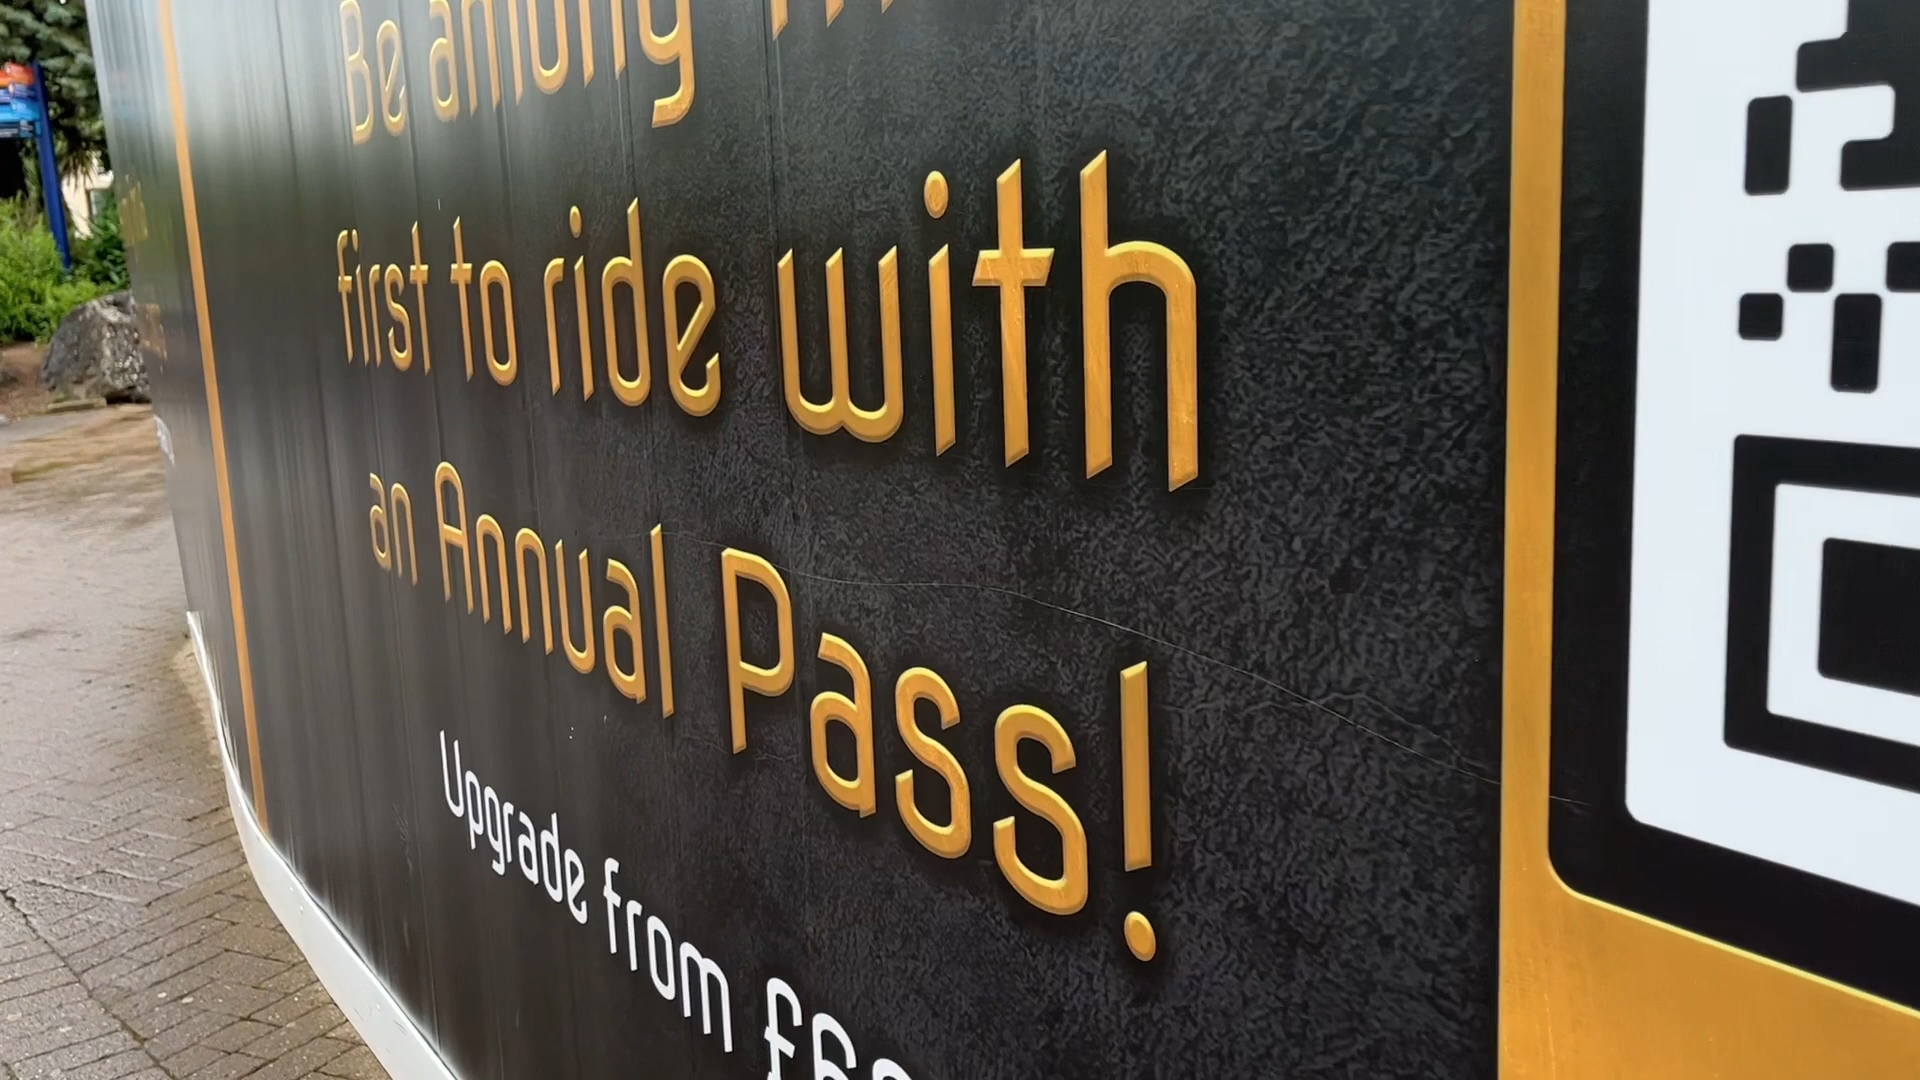 Be among
first to ride with
an Annual Pass!
Upgrade from